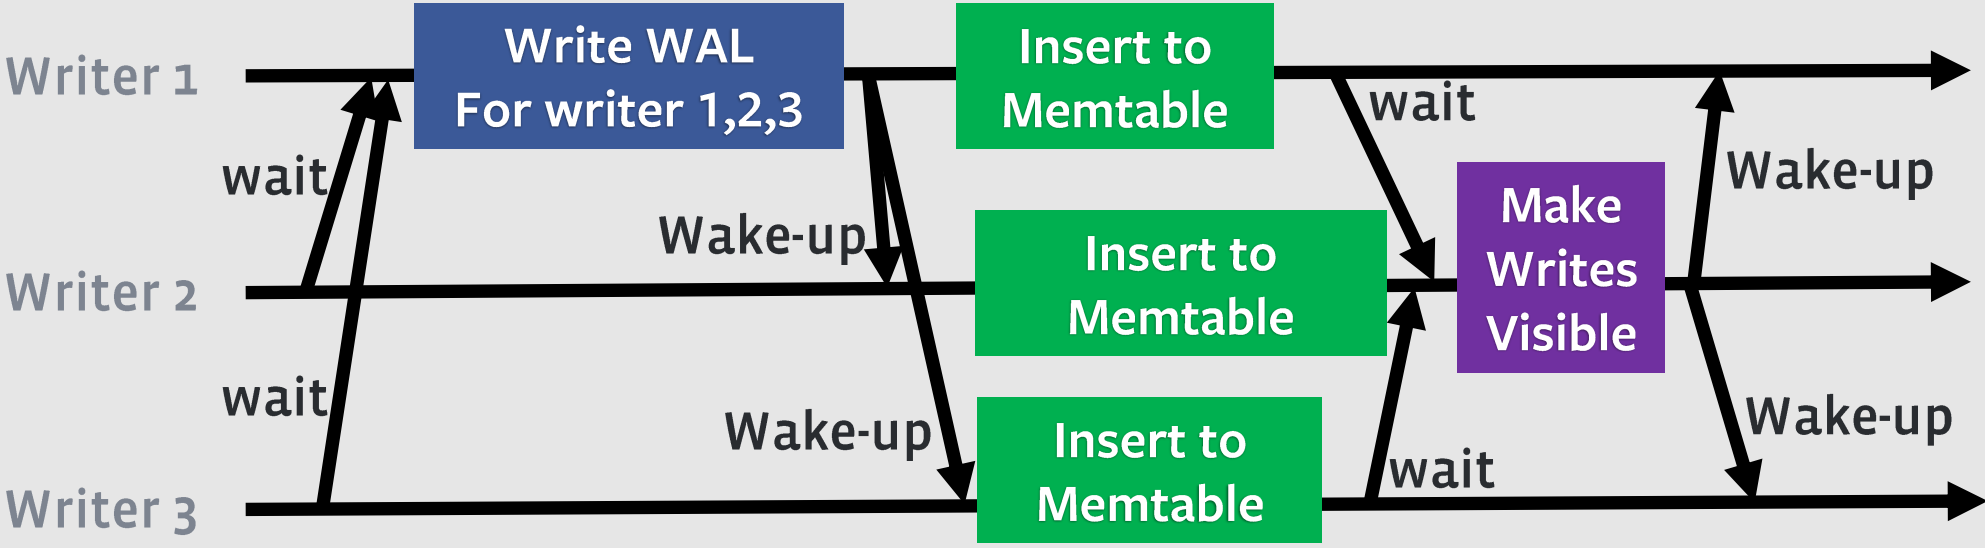 Writer 1
Write WAL
For writer 1,2,3
Insert to
Memtable
wait
wait
Wake-up
Wake-up
Writer 2
Insert to
Memtable
Make
Writes
Visible
wait
Wake-up
Wake-up
Writer 3
Insert to
Memtable
wait